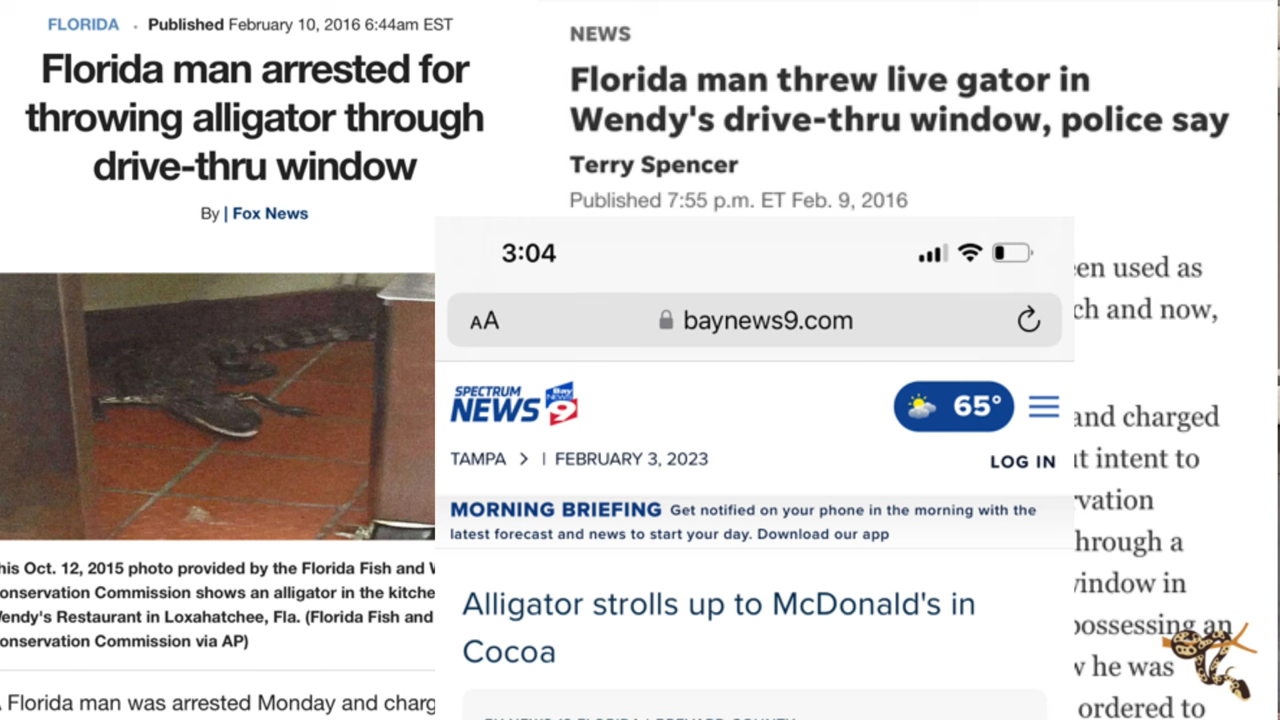 FLORIDA . Published February 10, 2016 6:44am EST
Florida man arrested for
throwing alligator through
drive-thru window
By | Fox News
his Oct. 12, 2015 photo provided by the Florida Fish and
onservation Commission shows an alligator in the kitche
endy's Restaurant in Loxahatchee, Fla. (Florida Fish and
onservation Commission via AP)
Florida man was arrested Monday and charg
NEWS
Florida man threw live gator in
Wendy's drive-thru window, police say
Terry Spencer
Published 7:55 p.m. ET Feb. 9, 2016
en used as
ch and now,
and charged
t intent to
rvation
hrough a
window in
possessing an
he was
ordered to
3:04
AA baynews9.com
SPECTRUM
NEWS Bay NEWS 9
65°
TAMPA > | FEBRUARY 3, 2023
LOG IN
MORNING BRIEFING Get notified on your phone in the morning with the
latest forecast and news to start your day. Download our app
Alligator strolls up to McDonald's in
Cocoa